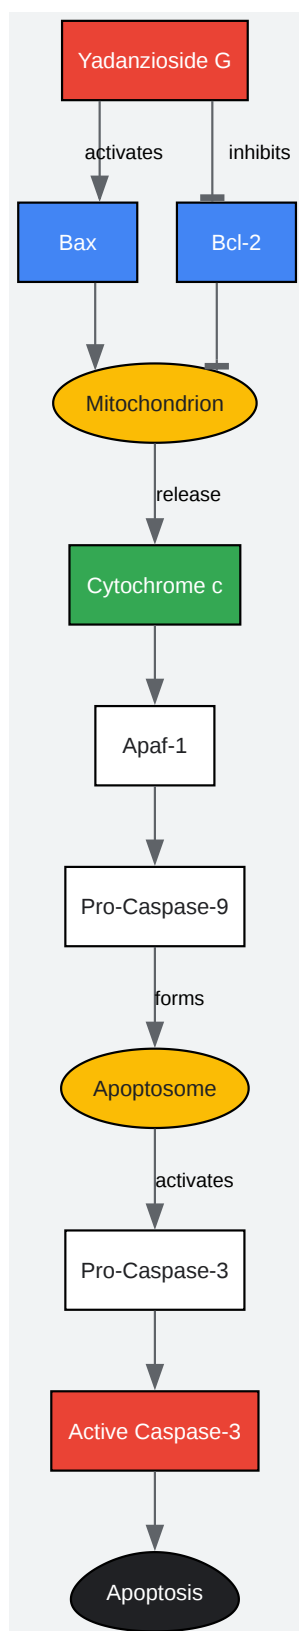 Yadanzioside G
activates
inhibits
Bax
Bcl-2
Mitochondrion
release
Cytochrome c
Apaf-1
Pro-Caspase-9
forms
Apoptosome
activates
Pro-Caspase-3
Active Caspase-3
Apoptosis